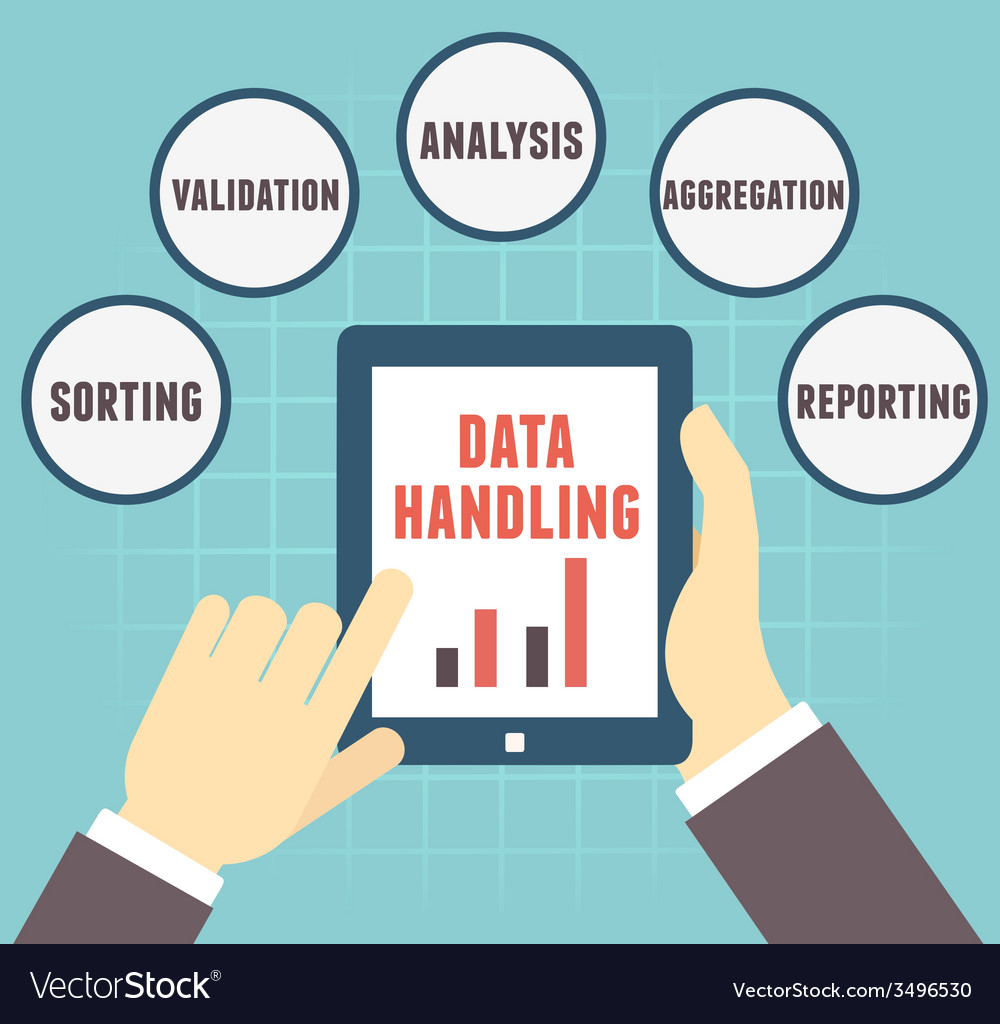 ANALYSIS
VALIDATION
AGGREGATION
SORTING
REPORTING
DATA
HANDLING
VectorStock®
VectorStock.com/3496530